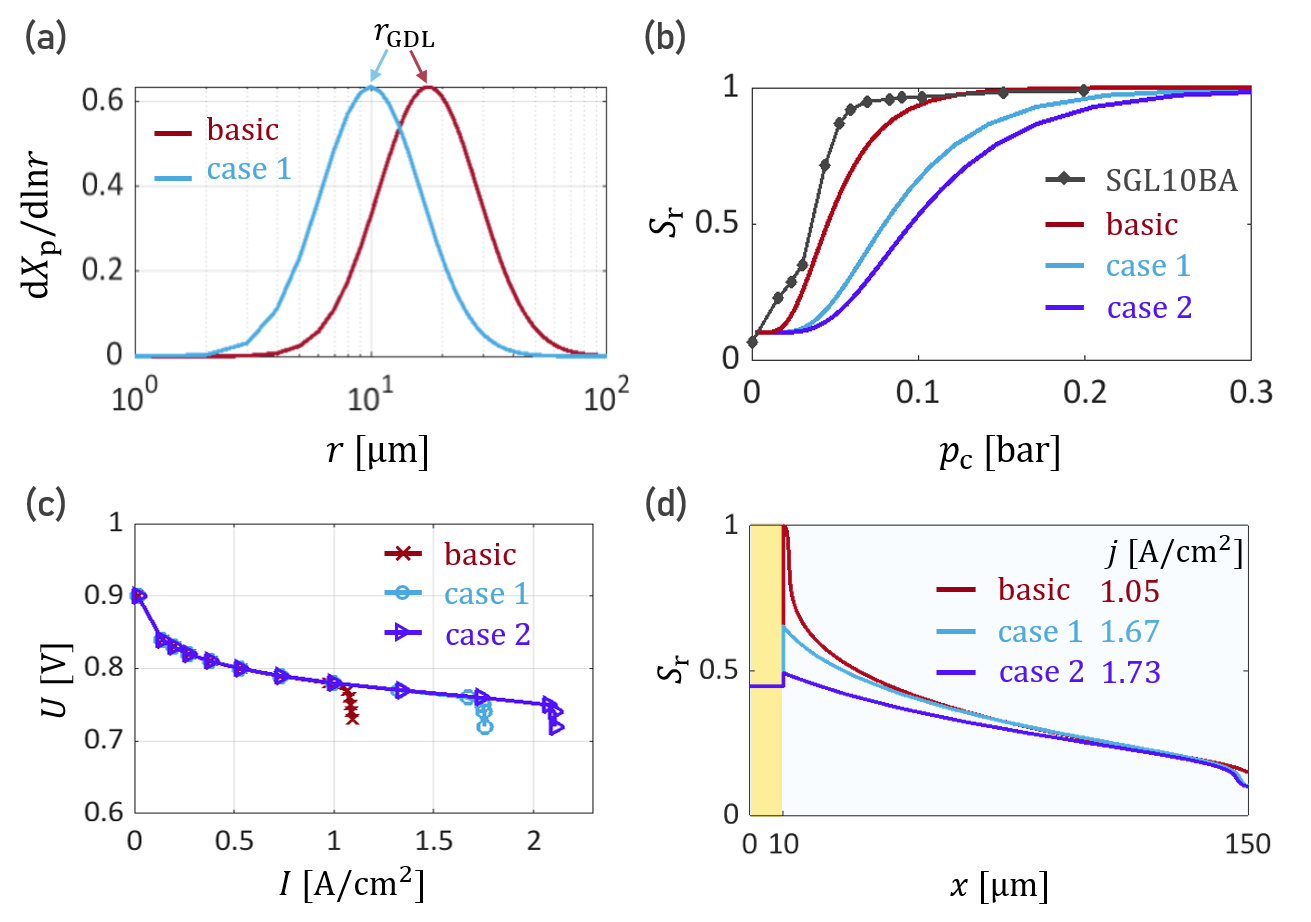 (a)
r_GDL
0.6
0.4
0.2
0
dX_p/dlnr
basic
case 1
10^0
10^1
10^2
r [μm]
(b)
1
0.5
0
S_r
SGL10BA
basic
case 1
case 2
0
0.1
0.2
0.3
p_c [bar]
(c)
1
0.9
0.8
0.7
0.6
U [V]
basic
case 1
case 2
0
0.5
1
1.5
2
I [A/cm²]
(d)
1
0.5
0
S_r
j [A/cm²]
basic 1.05
case 1 1.67
case 2 1.73
0 10
150
x [μm]